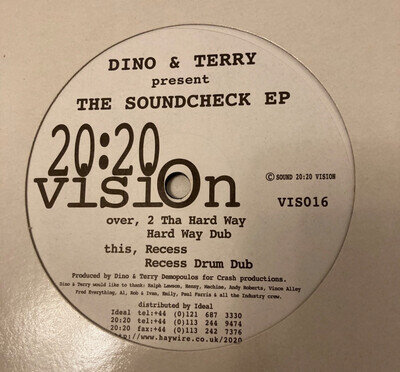 DINO & TERRY
present
THE SOUNDCHECK EP
20:20
vision
© SOUND 20:20 VISION
VIS016
over, 2 Tha Hard Way
Hard Way Dub
this, Recess
Recess Drum Dub
Produced by Dino & Terry Demopoulos for Crash productions.
Dino & Terry would like to thank: Ralph Lawson, Kenny, Machine, Andy Roberts, Vince Alley
Prod Everything, Al, Rob & Ivan, Emily, Paul Farris & all the Industry crew.
distributed by Ideal
Ideal tel:+44 (0)121 687 3330
20:20 tel:+44 (0)113 244 9474
20:20 fax:+44 (0)113 242 7376
http://www.haywire.co.uk/2020